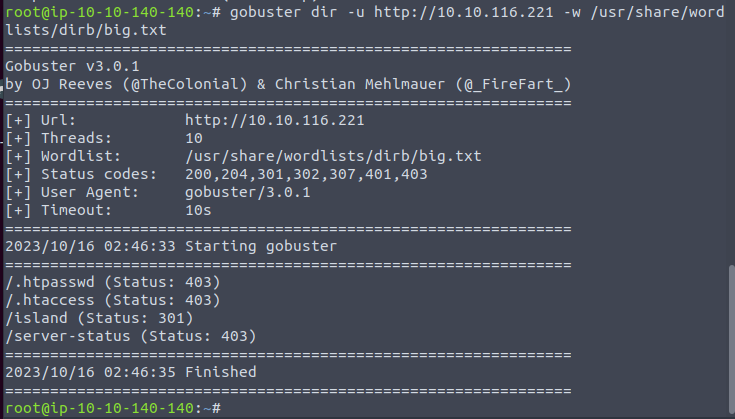 root@ip-10-10-140-140:~# gobuster dir -u http://10.10.116.221 -w /usr/share/word
lists/dirb/big.txt
===============================================================
Gobuster v3.0.1
by OJ Reeves (@TheColonial) & Christian Mehlmauer (@_FireFart_)
===============================================================
[+] Url:            http://10.10.116.221
[+] Threads:        10
[+] Wordlist:       /usr/share/wordlists/dirb/big.txt
[+] Status codes:   200,204,301,302,307,401,403
[+] User Agent:     gobuster/3.0.1
[+] Timeout:        10s
===============================================================
2023/10/16 02:46:33 Starting gobuster
===============================================================
/.htpasswd (Status: 403)
/.htaccess (Status: 403)
/island (Status: 301)
/server-status (Status: 403)
===============================================================
2023/10/16 02:46:35 Finished
===============================================================
root@ip-10-10-140-140:~#